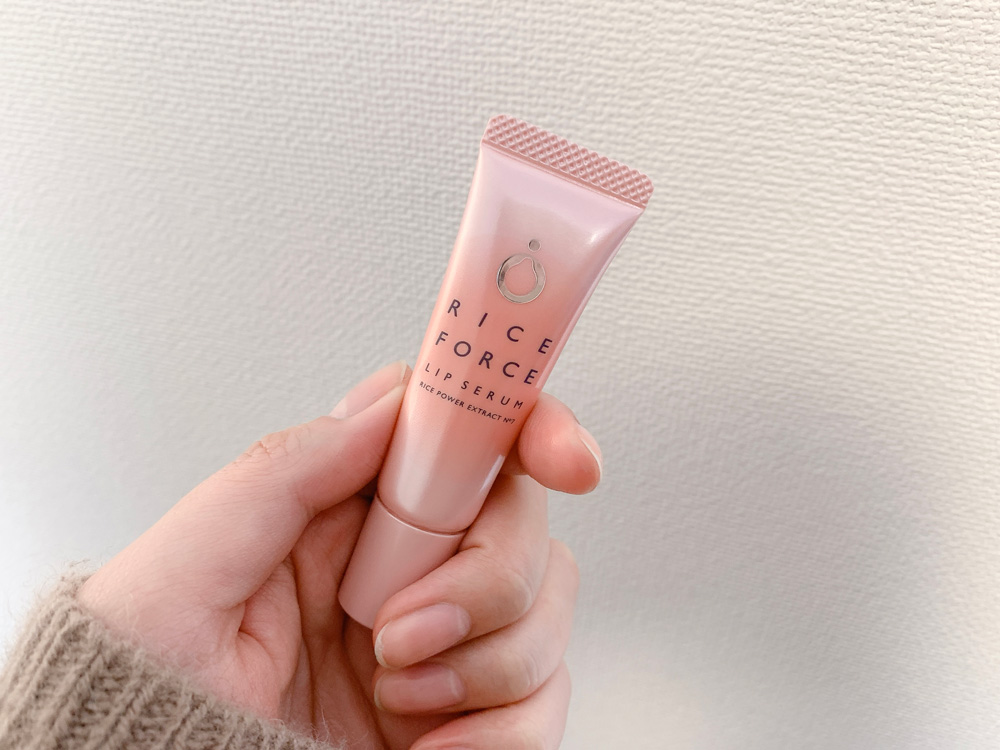 RICE
FORCE
LIP SERUM
RICE POWER EXTRACT Nº7